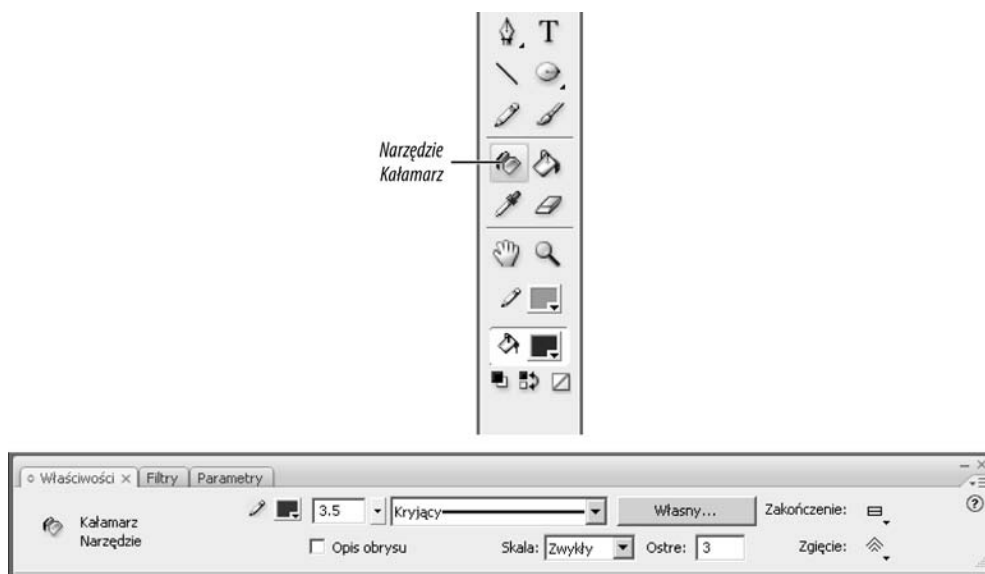 T
Narzędzie
Kałamarz
Właściwości × Filtry Parametry
Kałamarz
Narzędzie
3.5 Kryjący Własny... Zakończenie:
Opis obrysu Skala: Zwykły Ostre: 3 Zgięcie: